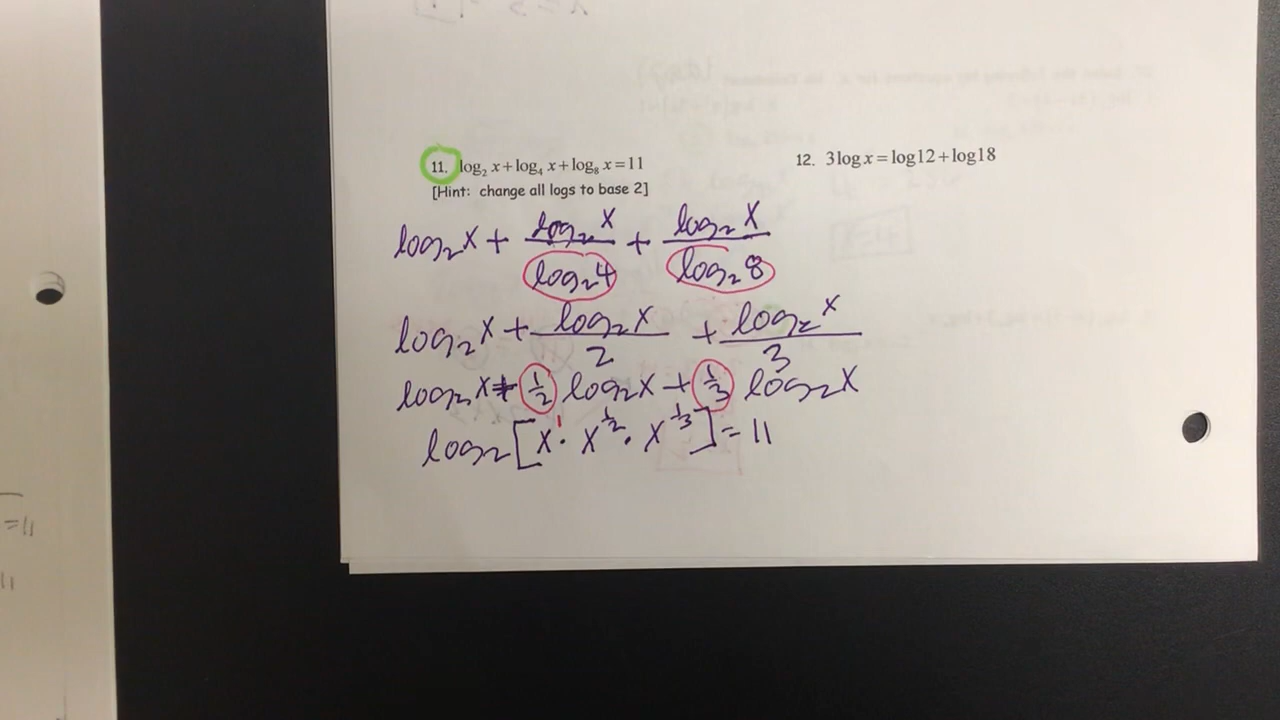 11. log₂ x + log₄ x + log₈ x = 11
[Hint: change all logs to base 2]
12. 3 log x = log 12 + log 18
log₂x + log₂x/log₂4 + log₂x/log₂8
log₂x + log₂x/2 + log₂x/3
log₂x + 1/2 log₂x + 1/3 log₂x
log₂[x¹ · x^1/2 · x^1/3] = 11
=11
11